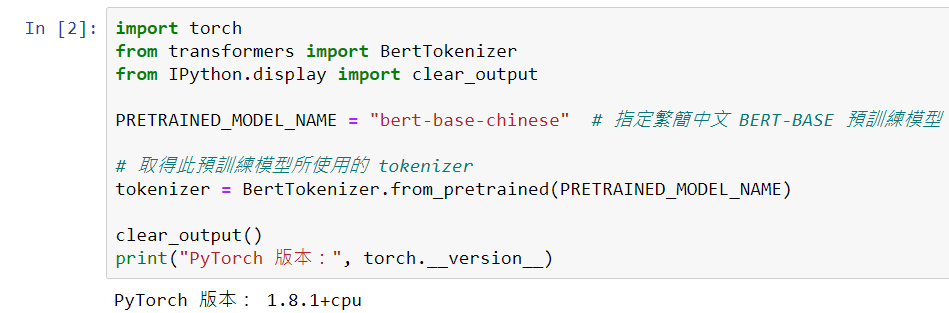 In [2]: import torch
from transformers import BertTokenizer
from IPython.display import clear_output
PRETRAINED_MODEL_NAME = "bert-base-chinese"  # 指定繁簡中文 BERT-BASE 預訓練模型
# 取得此預訓練模型所使用的 tokenizer
tokenizer = BertTokenizer.from_pretrained(PRETRAINED_MODEL_NAME)
clear_output()
print("PyTorch 版本：", torch.__version__)
PyTorch 版本： 1.8.1+cpu